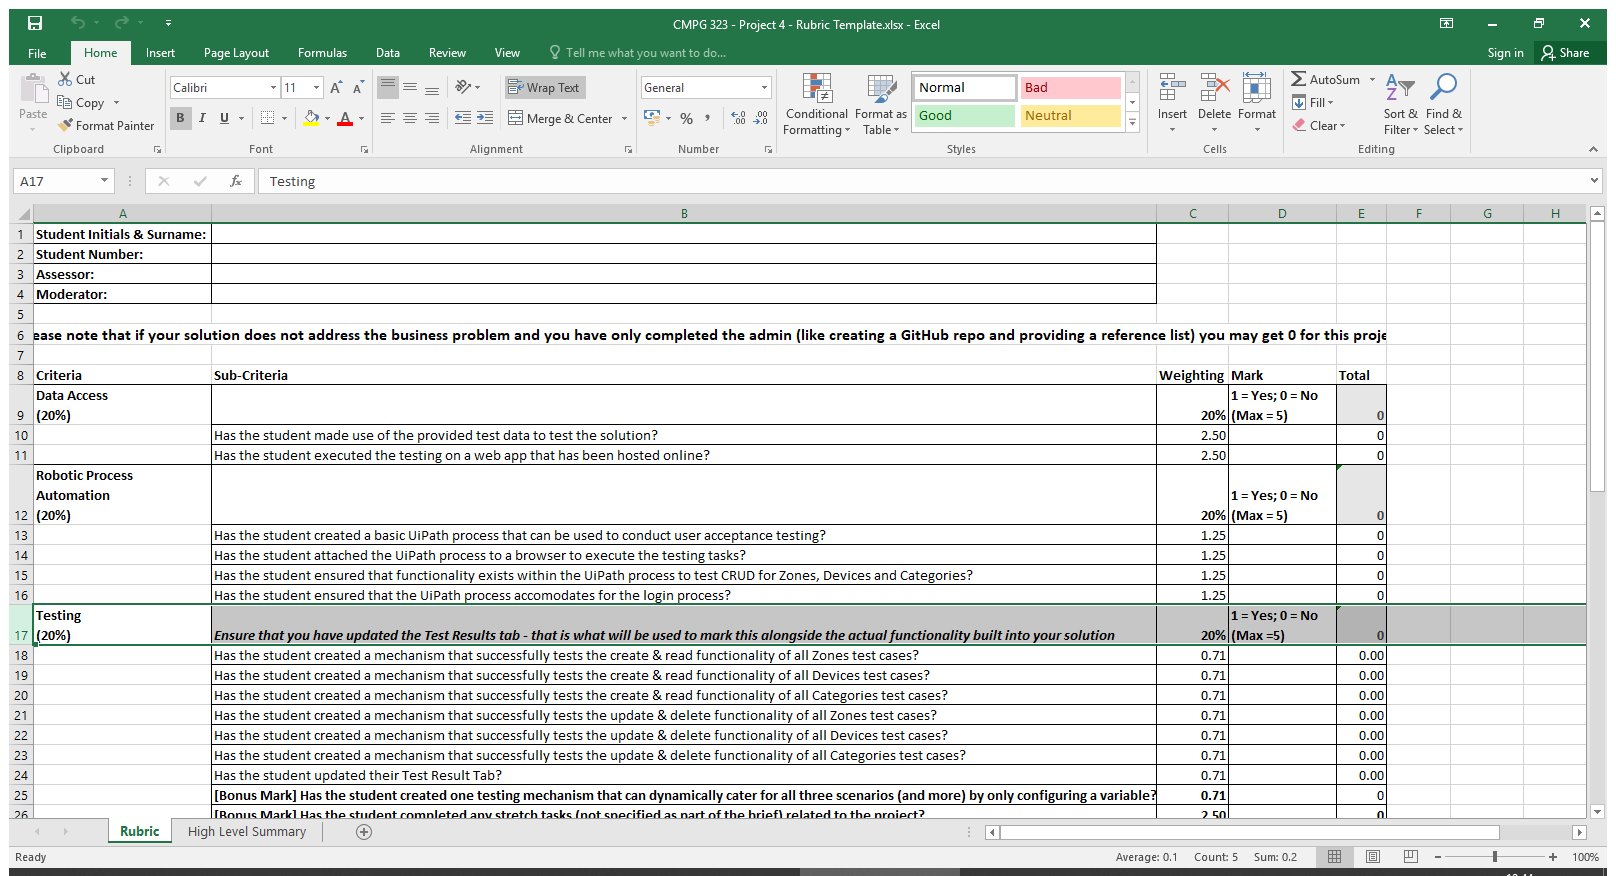 CMPG 323 - Project 4 - Rubric Template.xlsx - Excel
File Home Insert Page Layout Formulas Data Review View Tell me what you want to do... Sign in Share
Paste
Cut
Copy
Format Painter
Clipboard
Calibri 11
B I U A
Font
Wrap Text
Merge & Center
Alignment
General
% ,
Number
Conditional Formatting
Format as Table
Normal Bad
Good Neutral
Styles
Insert Delete Format
Cells
AutoSum
Fill
Clear
Sort & Filter
Find & Select
Editing
A17 fx Testing
A B C D E F G H
1 Student Initials & Surname:
2 Student Number:
3 Assessor:
4 Moderator:
5
6 ease note that if your solution does not address the business problem and you have only completed the admin (like creating a GitHub repo and providing a reference list) you may get 0 for this proje
7
8 Criteria Sub-Criteria Weighting Mark Total
Data Access 1 = Yes; 0 = No
9 (20%) 20% (Max = 5) 0
10 Has the student made use of the provided test data to test the solution? 2.50 0
11 Has the student executed the testing on a web app that has been hosted online? 2.50 0
Robotic Process
Automation 1 = Yes; 0 = No
12 (20%) 20% (Max = 5) 0
13 Has the student created a basic UiPath process that can be used to conduct user acceptance testing? 1.25 0
14 Has the student attached the UiPath process to a browser to execute the testing tasks? 1.25 0
15 Has the student ensured that functionality exists within the UiPath process to test CRUD for Zones, Devices and Categories? 1.25 0
16 Has the student ensured that the UiPath process accomodates for the login process? 1.25 0
Testing 1 = Yes; 0 = No
17 (20%) Ensure that you have updated the Test Results tab - that is what will be used to mark this alongside the actual functionality built into your solution 20% (Max =5) 0
18 Has the student created a mechanism that successfully tests the create & read functionality of all Zones test cases? 0.71 0.00
19 Has the student created a mechanism that successfully tests the create & read functionality of all Devices test cases? 0.71 0.00
20 Has the student created a mechanism that successfully tests the create & read functionality of all Categories test cases? 0.71 0.00
21 Has the student created a mechanism that successfully tests the update & delete functionality of all Zones test cases? 0.71 0.00
22 Has the student created a mechanism that successfully tests the update & delete functionality of all Devices test cases? 0.71 0.00
23 Has the student created a mechanism that successfully tests the update & delete functionality of all Categories test cases? 0.71 0.00
24 Has the student updated their Test Result Tab? 0.71 0.00
25 [Bonus Mark] Has the student created one testing mechanism that can dynamically cater for all three scenarios (and more) by only configuring a variable? 0.71 0
26 [Bonus Mark] Has the student completed any stretch tasks (not specified as part of the brief) related to the project? 2.50 0
Rubric High Level Summary
Ready Average: 0.1 Count: 5 Sum: 0.2 100%